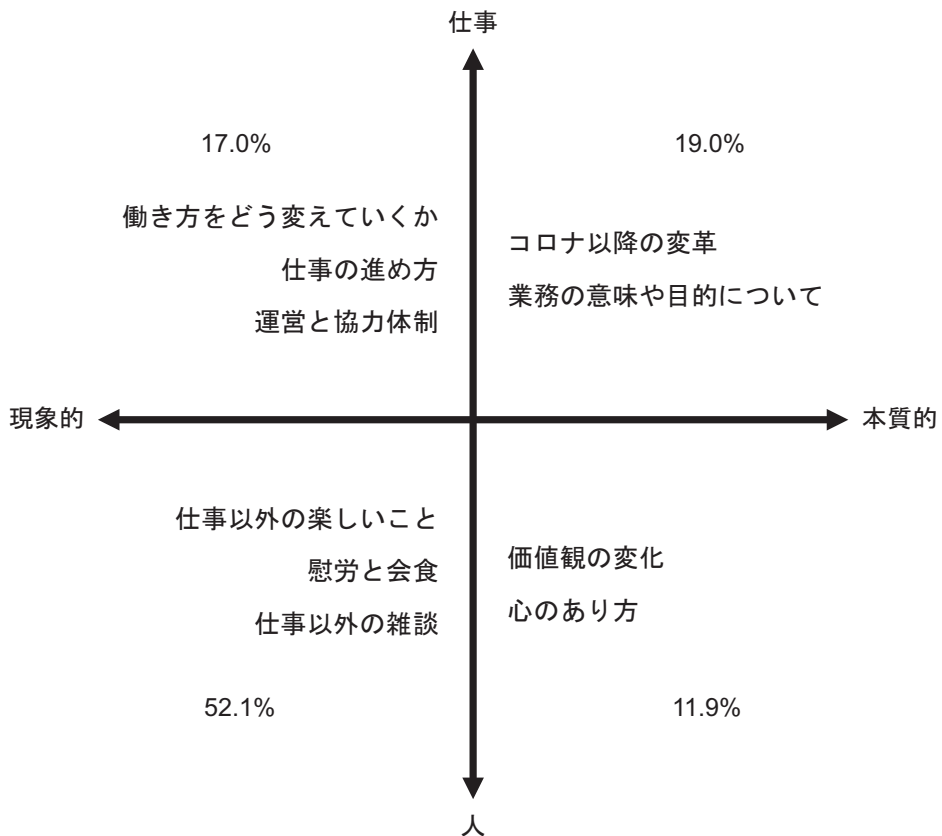 仕事
17.0%
19.0%
働き方をどう変えていくか
仕事の進め方
運営と協力体制
コロナ以降の変革
業務の意味や目的について
現象的
本質的
仕事以外の楽しいこと
慰労と会食
仕事以外の雑談
価値観の変化
心のあり方
52.1%
11.9%
人